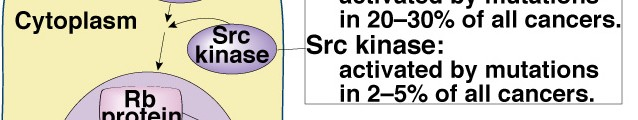 Cytoplasm
Src
kinase
Rb
protein
activated by mutations
in 20–30% of all cancers.
Src kinase:
activated by mutations
in 2–5% of all cancers.